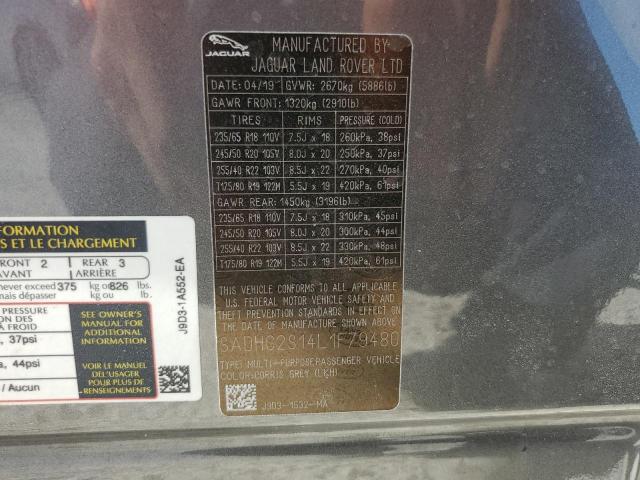 JAGUAR
MANUFACTURED BY
JAGUAR LAND ROVER LTD
DATE: 04/19 GVWR: 2670kg (5886lb)
GAWR FRONT: 1320kg (2910lb)
TIRES RIMS PRESSURE (COLD)
235/65 R18 110V 7.5J x 18 260kPa, 38psi
245/50 R20 105V 8.0J x 20 250kPa, 37psi
255/40 R22 103V 8.5J x 22 270kPa, 40psi
T175/80 R19 122M 5.5J x 19 420kPa, 61psi
GAWR REAR: 1450kg (3196lb)
235/65 R18 110V 7.5J x 18 310kPa, 45psi
245/50 R20 105V 8.0J x 20 300kPa, 44psi
255/40 R22 103V 8.5J x 22 330kPa, 48psi
T175/80 R19 122M 5.5J x 19 420kPa, 61psi
THIS VEHICLE CONFORMS TO ALL APPLICABLE
U.S. FEDERAL MOTOR VEHICLE SAFETY AND THEFT
PREVENTION STANDARDS IN EFFECT ON THE DATE
OF MANUFACTURE SHOWN ABOVE.
SADHG2S14L1F79480
TYPE: MULTI-PURPOSE PASSENGER VEHICLE
COLOR: CORRIS GREY (LKH)
J9D3-1532-MA
FORMATION
S ET LE CHARGEMENT
FRONT 2 REAR 3
AVANT ARRIÈRE
never exceed 375 kg or 826 lbs.
mais dépasser kg ou lb.
PRESSURE
À FROID
, 37psi
, 44psi
/ Aucun
SEE OWNER'S
MANUAL FOR
ADDITIONAL
INFORMATION
VOIR LE MANUEL
DE L'USAGER
POUR PLUS DE
RENSEIGNEMENTS
J9D3-1A552-EA